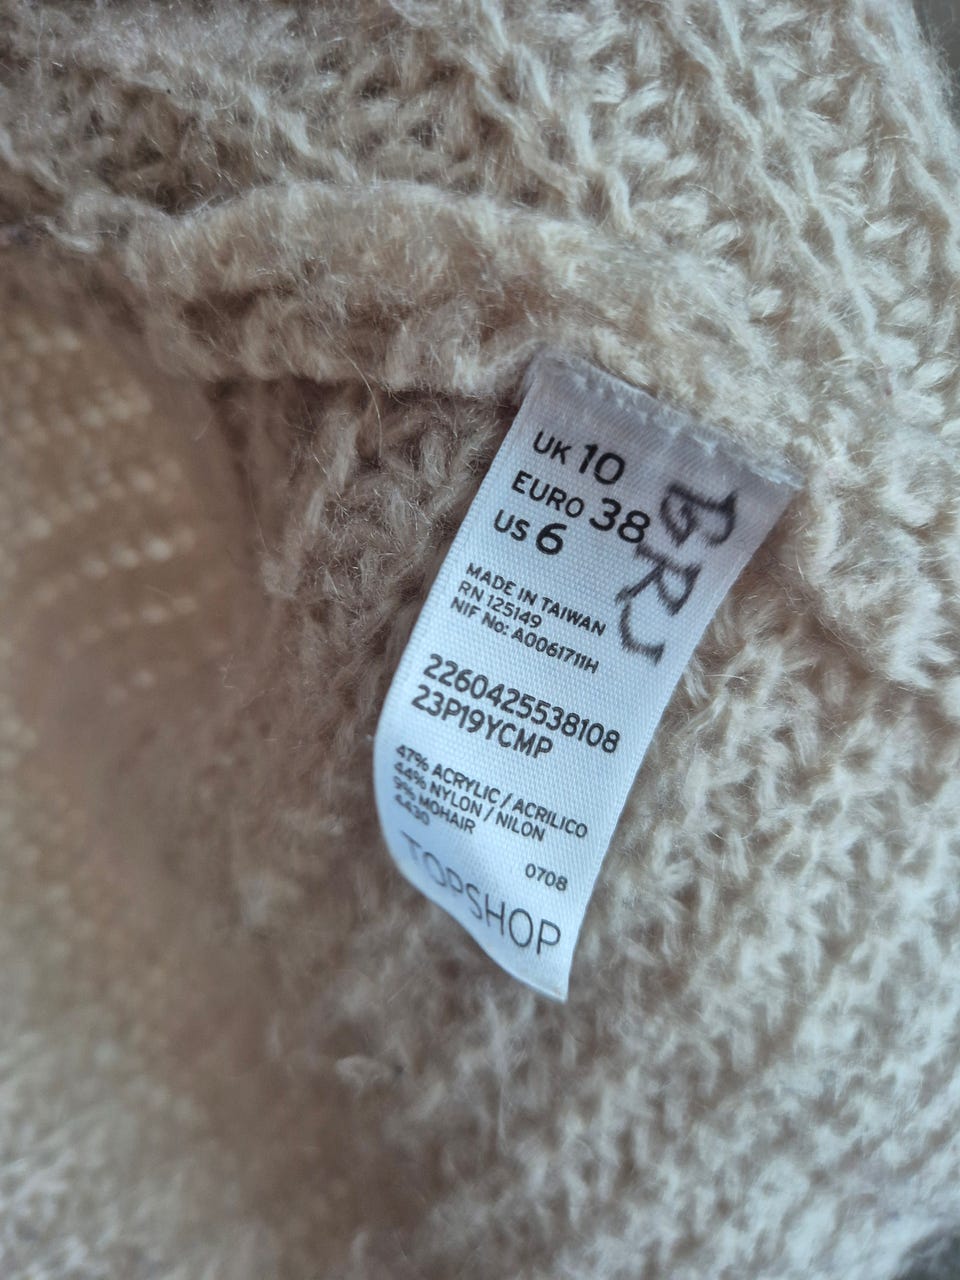 UK 10
EURO 38
US 6
MADE IN TAIWAN
RN 125149
NIF No: A0061711H
2260425538108
23P19YCMP
47% ACRYLIC / ACRILICO
44% NYLON / NILON
9% MOHAIR
4430
0708
TOPSHOP